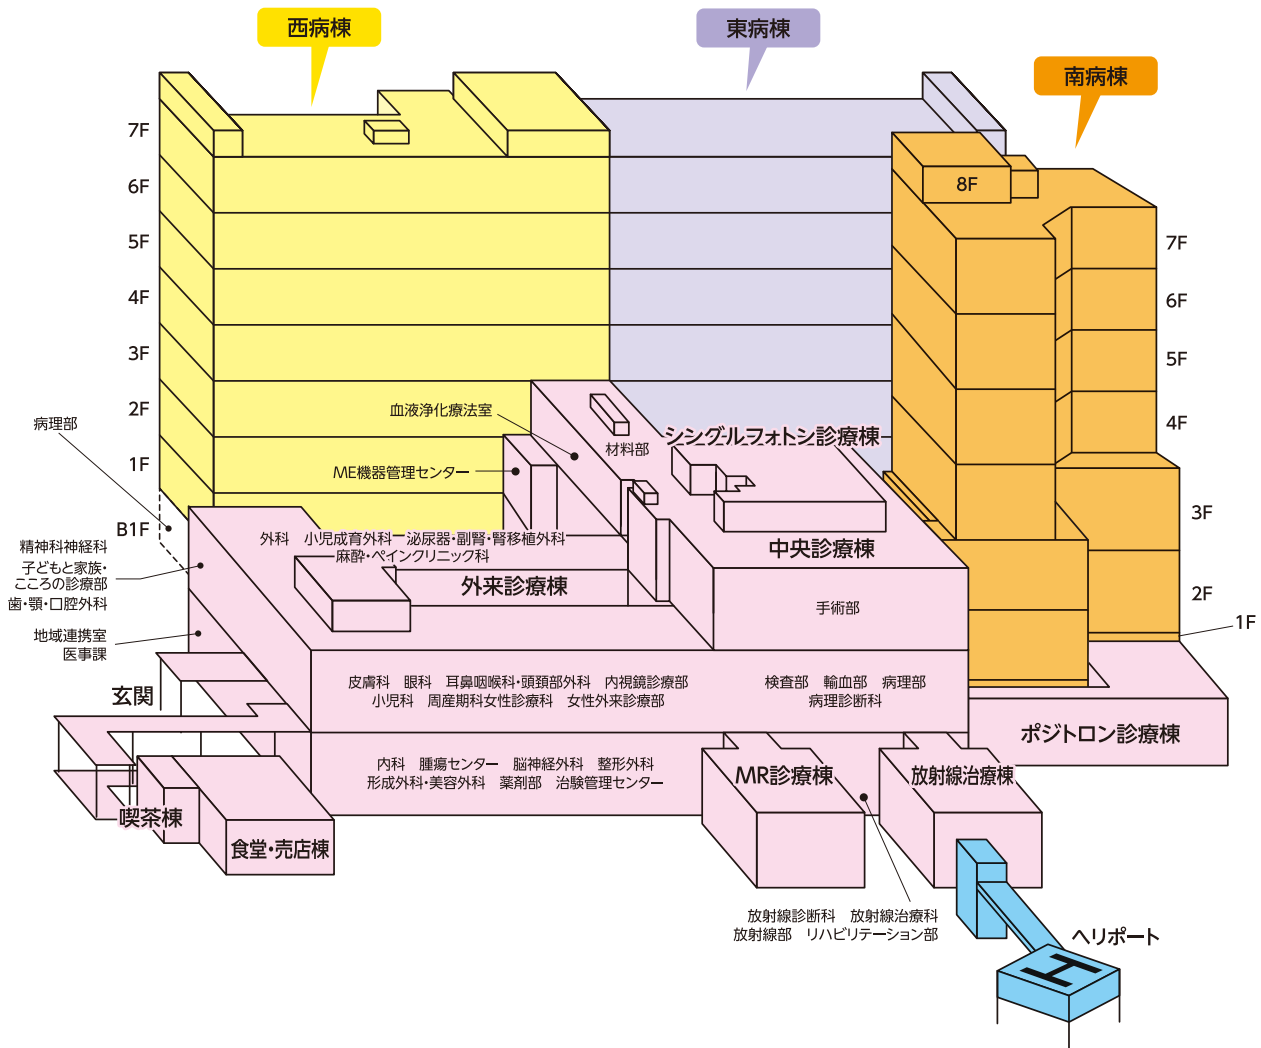 西病棟
東病棟
南病棟
7F
6F
5F
4F
3F
2F
1F
B1F
8F
7F
6F
5F
4F
3F
2F
1F
病理部
血液浄化療法室
ME機器管理センター
材料部
シングルフォトン診療棟
中央診療棟
手術部
外科 小児成育外科 泌尿器・副腎・腎移植外科
麻酔・ペインクリニック科
外来診療棟
精神科神経科
子どもと家族・
こころの診療部
歯・顎・口腔外科
地域連携室
医事課
玄関
皮膚科 眼科 耳鼻咽喉科・頭頚部外科 内視鏡診療部
小児科 周産期科女性診療科 女性外来診療部
検査部 輸血部 病理部
病理診断科
ポジトロン診療棟
内科 腫瘍センター 脳神経外科 整形外科
形成外科・美容外科 薬剤部 治験管理センター
MR診療棟
放射線治療棟
喫茶棟
食堂・売店棟
放射線診断科 放射線治療科
放射線部 リハビリテーション部
ヘリポート
H